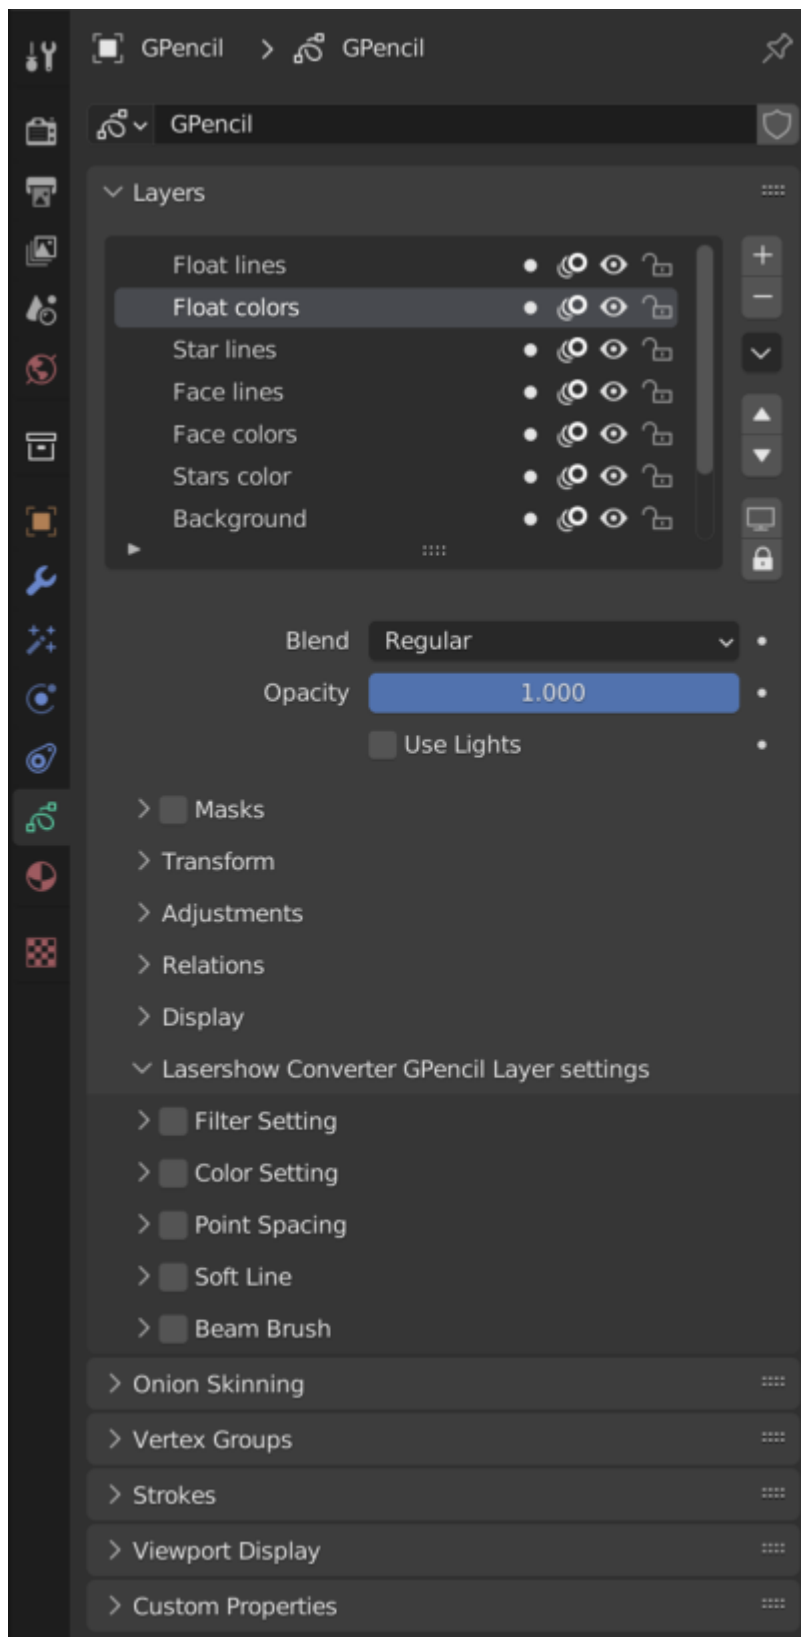 GPencil > GPencil
GPencil
Layers
Float lines
Float colors
Star lines
Face lines
Face colors
Stars color
Background
Blend Regular
Opacity 1.000
Use Lights
Masks
Transform
Adjustments
Relations
Display
Lasershow Converter GPencil Layer settings
Filter Setting
Color Setting
Point Spacing
Soft Line
Beam Brush
Onion Skinning
Vertex Groups
Strokes
Viewport Display
Custom Properties